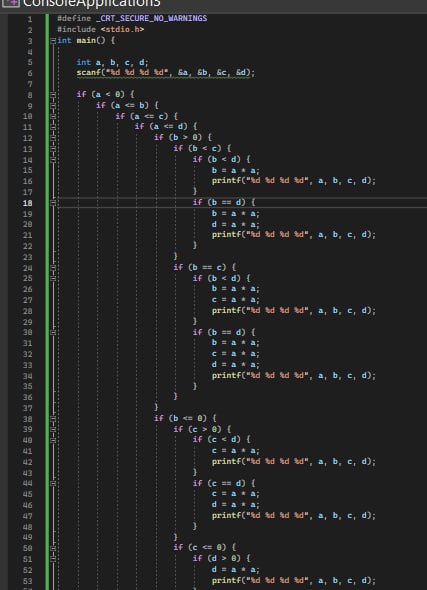 ConsoleApplication5
1 #define _CRT_SECURE_NO_WARNINGS
2 #include <stdio.h>
3 int main() {
4
5 int a, b, c, d;
6 scanf("%d %d %d %d", &a, &b, &c, &d);
7
8 if (a < 0) {
9 if (a <= b) {
10 if (a <= c) {
11 if (a <= d) {
12 if (b > 0) {
13 if (b < c) {
14 if (b < d) {
15 b = a * a;
16 printf("%d %d %d %d", a, b, c, d);
17 }
18 if (b == d) {
19 b = a * a;
20 d = a * a;
21 printf("%d %d %d %d", a, b, c, d);
22 }
23 }
24 if (b == c) {
25 if (b < d) {
26 b = a * a;
27 c = a * a;
28 printf("%d %d %d %d", a, b, c, d);
29 }
30 if (b == d) {
31 b = a * a;
32 c = a * a;
33 d = a * a;
34 printf("%d %d %d %d", a, b, c, d);
35 }
36 }
37 }
38 if (b <= 0) {
39 if (c > 0) {
40 if (c < d) {
41 c = a * a;
42 printf("%d %d %d %d", a, b, c, d);
43 }
44 if (c == d) {
45 c = a * a;
46 d = a * a;
47 printf("%d %d %d %d", a, b, c, d);
48 }
49 }
50 if (c <= 0) {
51 if (d > 0) {
52 d = a * a;
53 printf("%d %d %d %d", a, b, c, d);